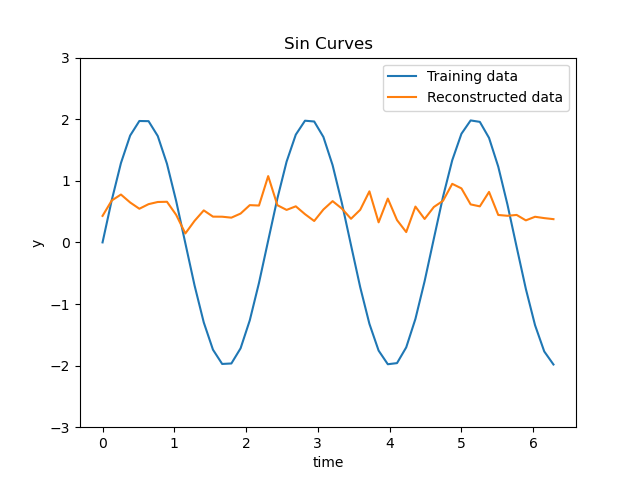 Sin Curves
Training data
Reconstructed data
3
2
1
0
−1
−2
−3
y
0 1 2 3 4 5 6
time